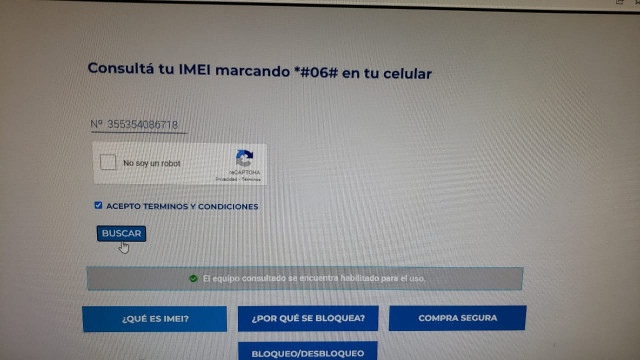 Consultá tu IMEI marcando *#06# en tu celular
Nº 355354086718
No soy un robot
reCAPTCHA
Privacidad - Términos
ACEPTO TERMINOS Y CONDICIONES
BUSCAR
El equipo consultado se encuentra habilitado para el uso.
¿QUÉ ES IMEI?
¿POR QUÉ SE BLOQUEA?
COMPRA SEGURA
BLOQUEO/DESBLOQUEO